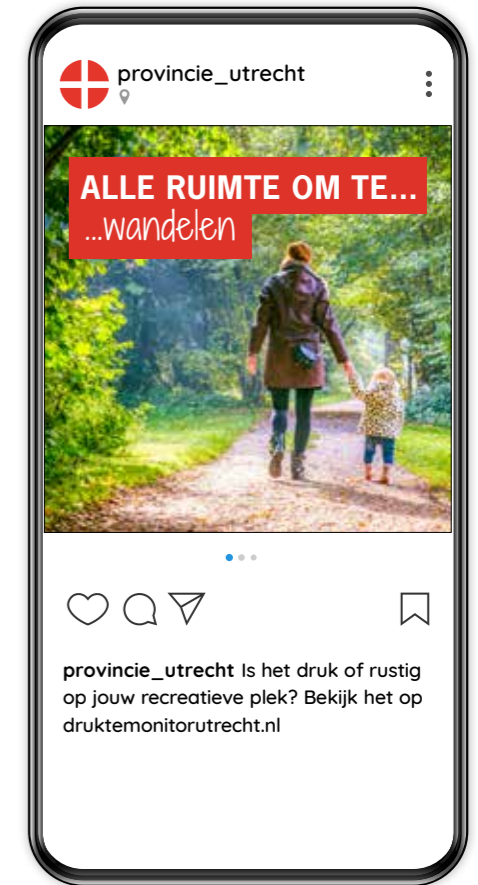 provincie_utrecht
ALLE RUIMTE OM TE...
...wandelen
provincie_utrecht Is het druk of rustig
op jouw recreatieve plek? Bekijk het op
druktemonitorutrecht.nl